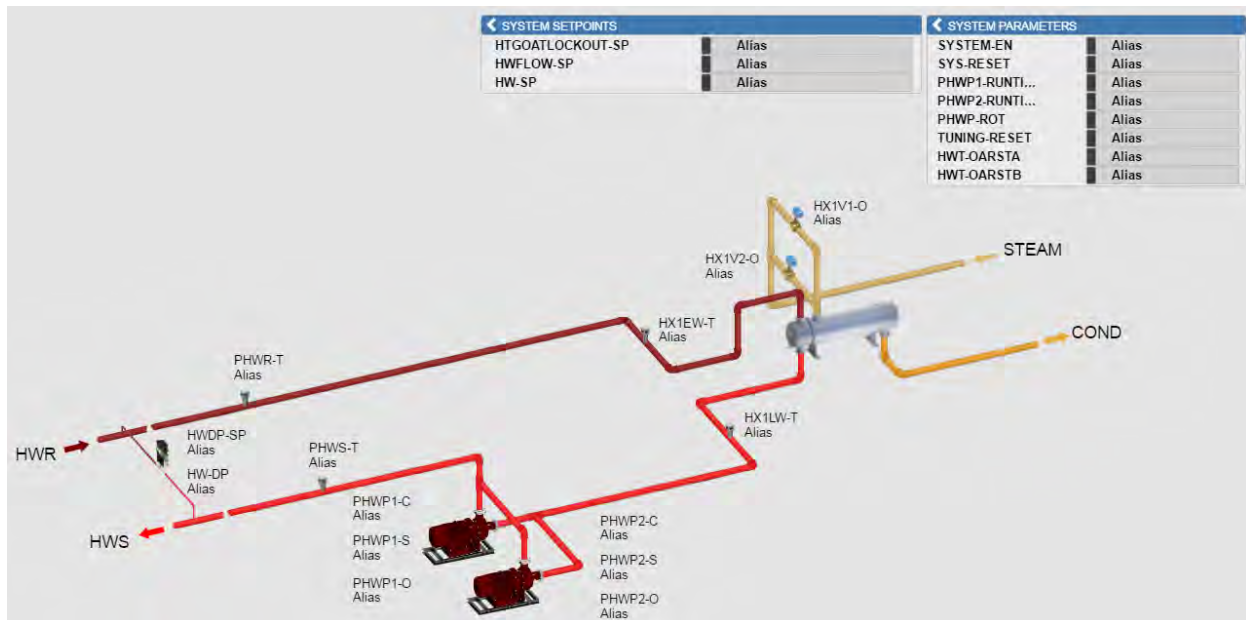 SYSTEM SETPOINTS
HTGOATLOCKOUT-SP Alias
HWFLOW-SP Alias
HW-SP Alias
SYSTEM PARAMETERS
SYSTEM-EN Alias
SYS-RESET Alias
PHWP1-RUNTI... Alias
PHWP2-RUNTI... Alias
PHWP-ROT Alias
TUNING-RESET Alias
HWT-OARSTA Alias
HWT-OARSTB Alias
HX1V1-O
Alias
HX1V2-O
Alias
STEAM
HX1EW-T
Alias
COND
PHWR-T
Alias
HX1LW-T
Alias
HWDP-SP
Alias
HWR
PHWS-T
Alias
HW-DP
Alias
HWS
PHWP1-C
Alias
PHWP1-S
Alias
PHWP1-O
Alias
PHWP2-C
Alias
PHWP2-S
Alias
PHWP2-O
Alias